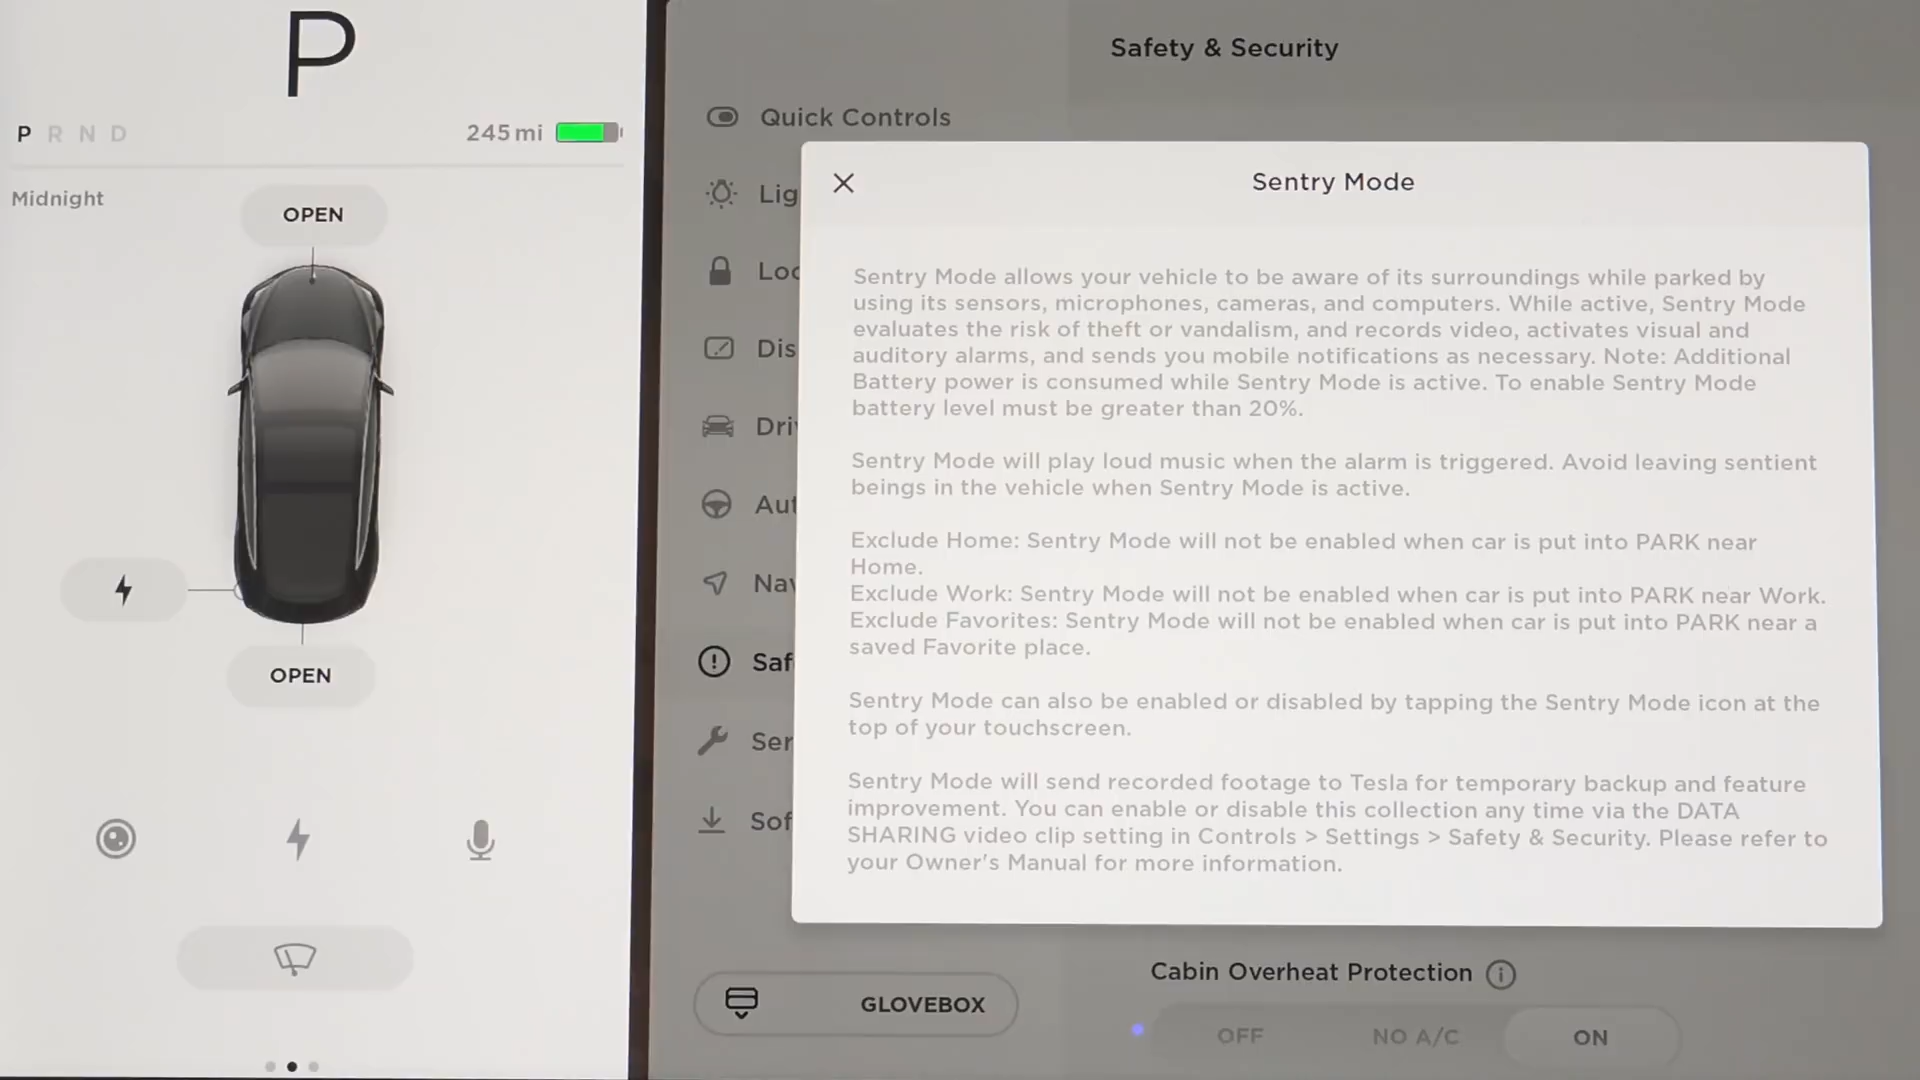 P
P R N D
245 mi
Midnight
OPEN
OPEN
Safety & Security
Quick Controls
Lig
Loc
Dis
Dri
Aut
Nav
Saf
Ser
Sof
GLOVEBOX
Sentry Mode
Sentry Mode allows your vehicle to be aware of its surroundings while parked by
using its sensors, microphones, cameras, and computers. While active, Sentry Mode
evaluates the risk of theft or vandalism, and records video, activates visual and
auditory alarms, and sends you mobile notifications as necessary. Note: Additional
Battery power is consumed while Sentry Mode is active. To enable Sentry Mode
battery level must be greater than 20%.
Sentry Mode will play loud music when the alarm is triggered. Avoid leaving sentient
beings in the vehicle when Sentry Mode is active.
Exclude Home: Sentry Mode will not be enabled when car is put into PARK near
Home.
Exclude Work: Sentry Mode will not be enabled when car is put into PARK near Work.
Exclude Favorites: Sentry Mode will not be enabled when car is put into PARK near a
saved Favorite place.
Sentry Mode can also be enabled or disabled by tapping the Sentry Mode icon at the
top of your touchscreen.
Sentry Mode will send recorded footage to Tesla for temporary backup and feature
improvement. You can enable or disable this collection any time via the DATA
SHARING video clip setting in Controls > Settings > Safety & Security. Please refer to
your Owner's Manual for more information.
Cabin Overheat Protection
OFF NO A/C ON